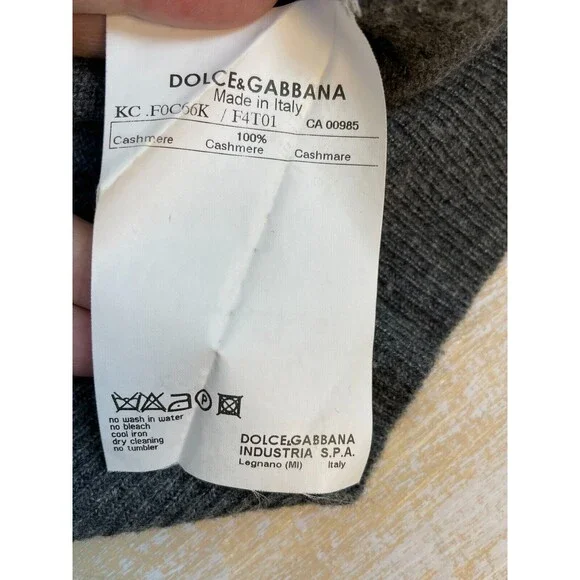 DOLCE&GABBANA
Made in Italy
KC .F0C66K / F4T01 CA 00985
100%
Cashmere Cashmere Cashmare
P
no wash in water
no bleach
cool iron
dry cleaning
no tumbler
DOLCE&GABBANA
INDUSTRIA S.P.A.
Legnano (MI) Italy